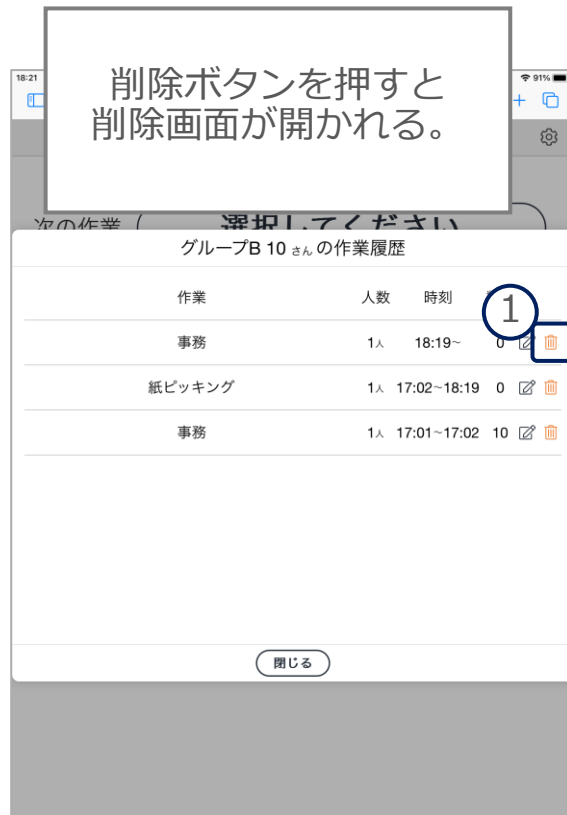 削除ボタンを押すと
削除画面が開かれる。
18:21
91%
次の作業
選択してください
グループB 10 さん の作業履歴
作業 人数 時刻
1
事務 1人 18:19~ 0
紙ピッキング 1人 17:02~18:19 0
事務 1人 17:01~17:02 10
閉じる